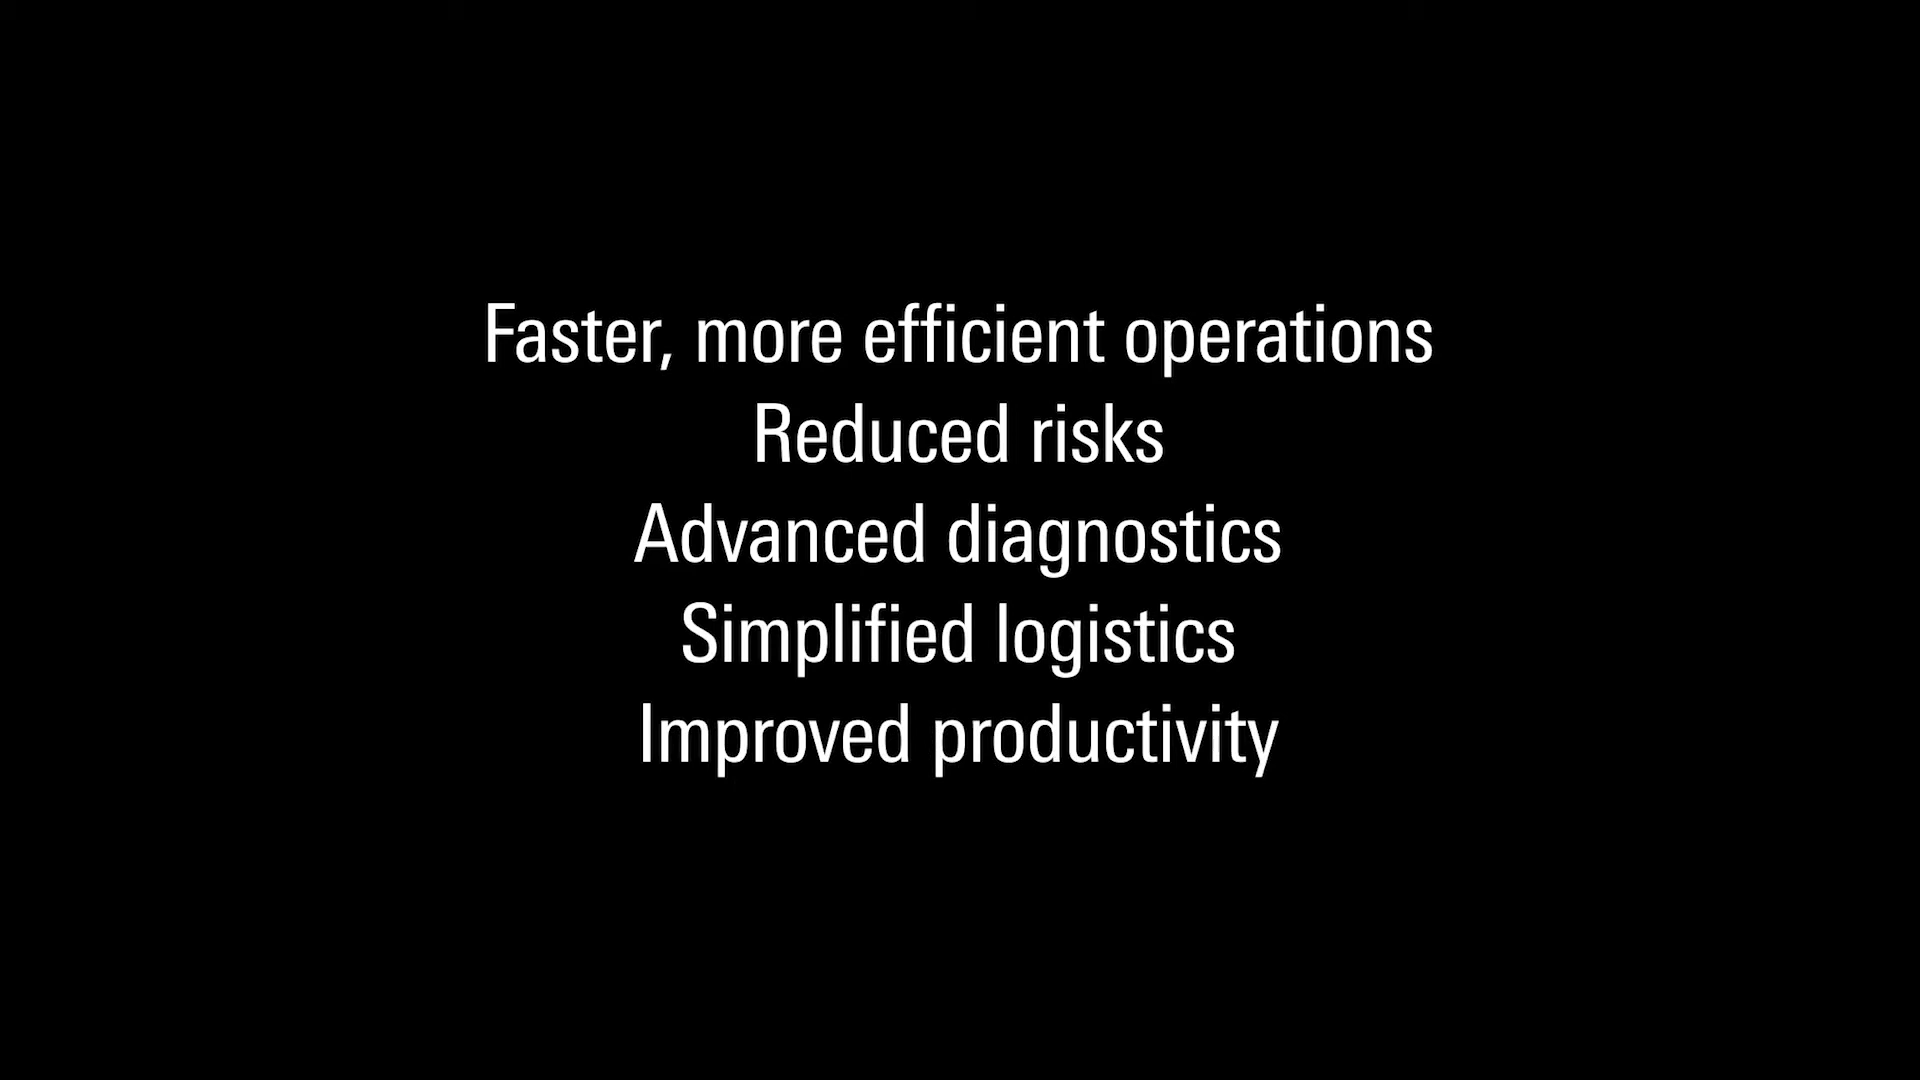 Faster, more efficient operations
Reduced risks
Advanced diagnostics
Simplified logistics
Improved productivity